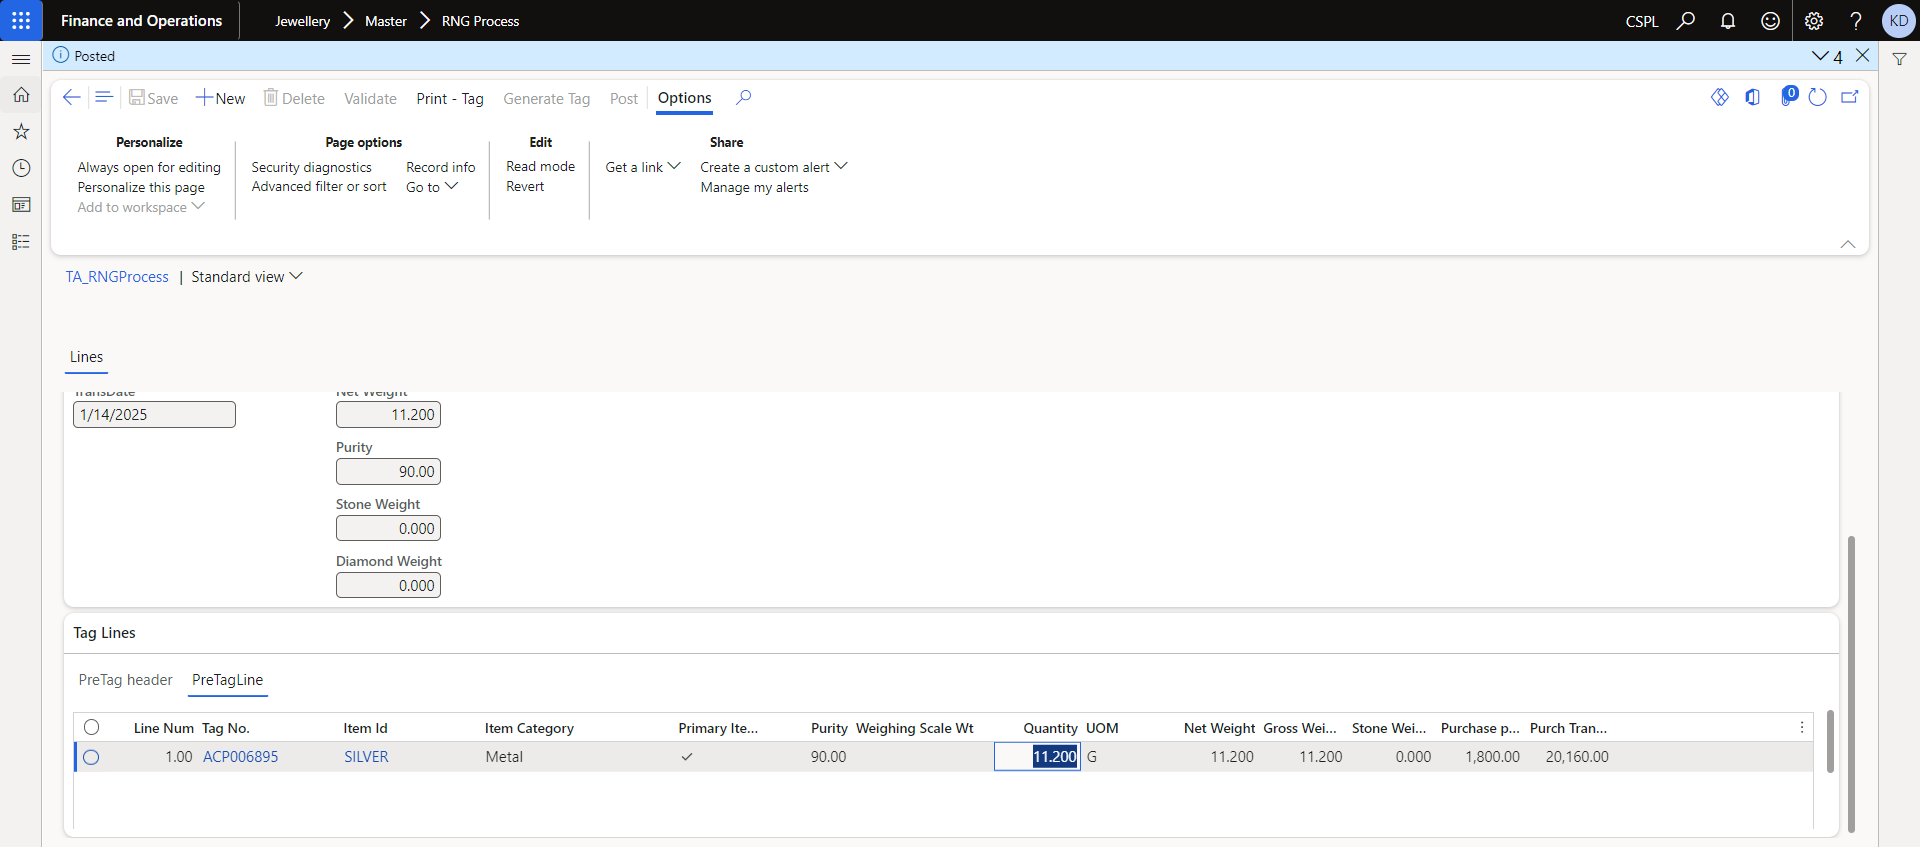 Finance and Operations
Jewellery > Master > RNG Process
CSPL
KD
Posted
4
Save
New
Delete
Validate
Print - Tag
Generate Tag
Post
Options
0
Personalize
Always open for editing
Personalize this page
Add to workspace
Page options
Security diagnostics
Advanced filter or sort
Record info
Go to
Edit
Read mode
Revert
Share
Get a link
Create a custom alert
Manage my alerts
TA_RNGProcess | Standard view
Lines
TransDate
1/14/2025
Net Weight
11.200
Purity
90.00
Stone Weight
0.000
Diamond Weight
0.000
Tag Lines
PreTag header PreTagLine
Line Num Tag No. Item Id Item Category Primary Ite... Purity Weighing Scale Wt Quantity UOM Net Weight Gross Wei... Stone Wei... Purchase p... Purch Tran...
1.00 ACP006895 SILVER Metal 90.00 11.200 G 11.200 11.200 0.000 1,800.00 20,160.00